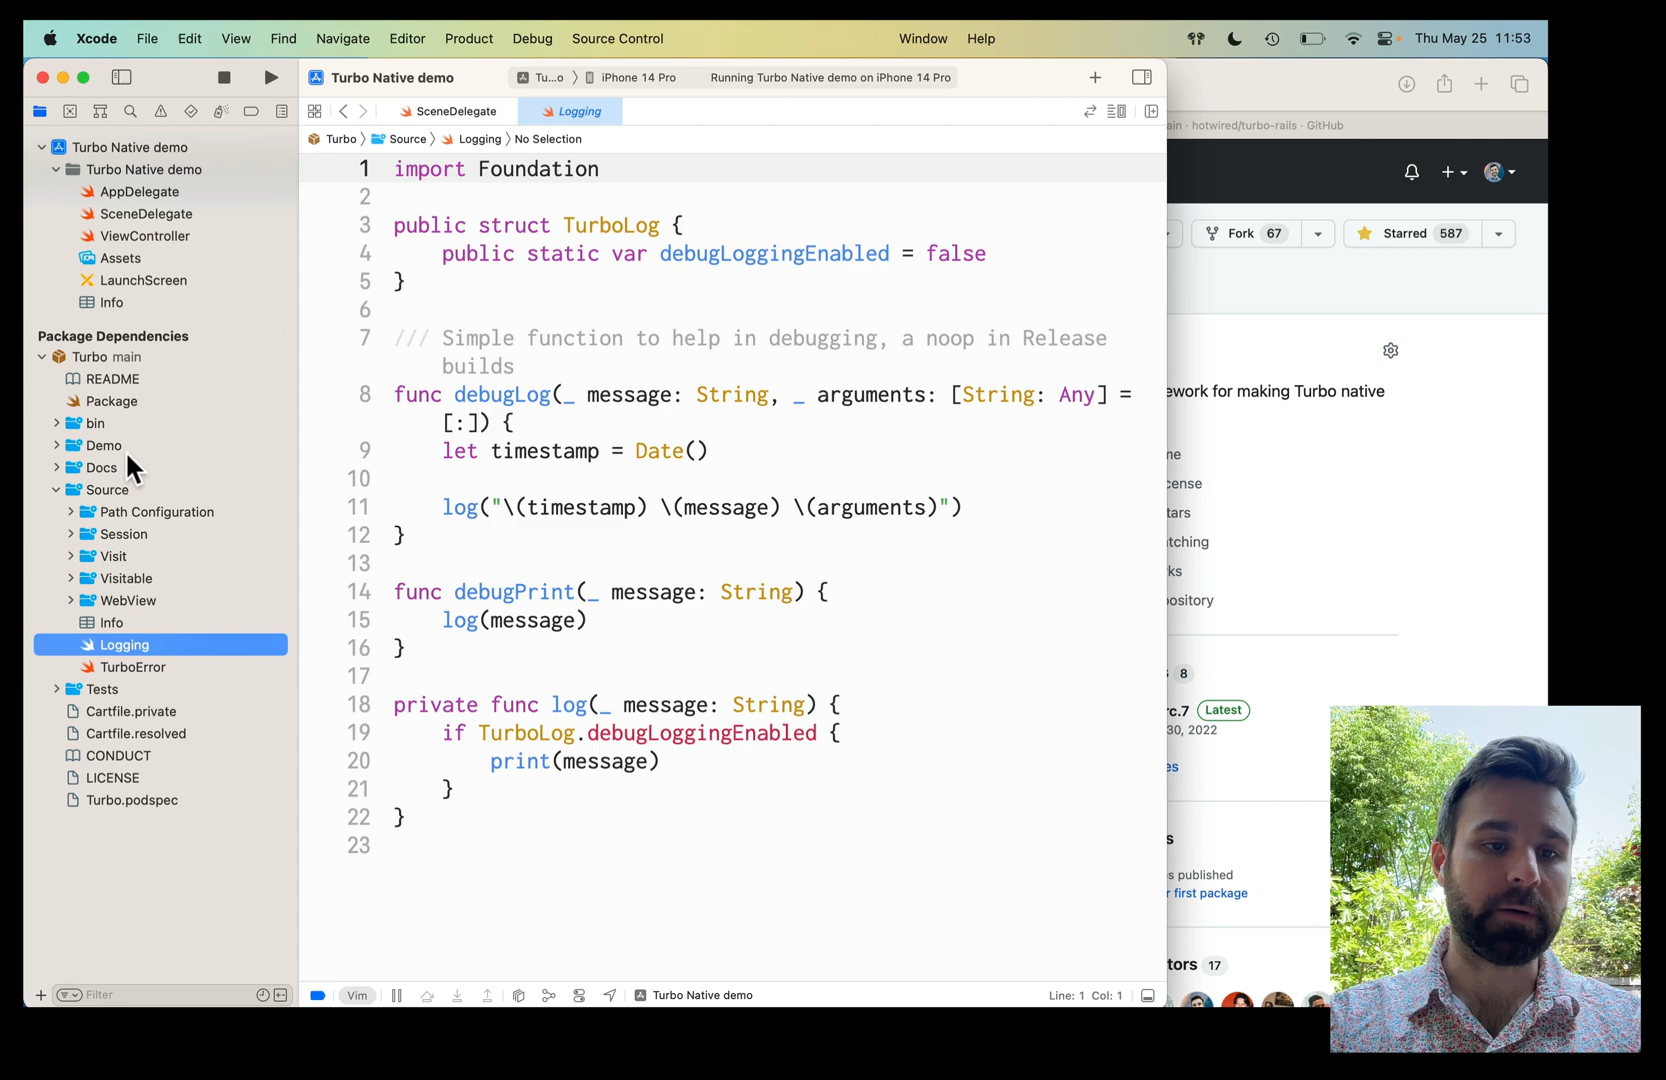 Xcode File Edit View Find Navigate Editor Product Debug Source Control Window Help Thu May 25 11:53
Turbo Native demo Tu...o iPhone 14 Pro Running Turbo Native demo on iPhone 14 Pro
SceneDelegate Logging
Turbo Source Logging No Selection
Turbo Native demo
Turbo Native demo
AppDelegate
SceneDelegate
ViewController
Assets
LaunchScreen
Info
Package Dependencies
Turbo main
README
Package
bin
Demo
Docs
Source
Path Configuration
Session
Visit
Visitable
WebView
Info
Logging
TurboError
Tests
Cartfile.private
Cartfile.resolved
CONDUCT
LICENSE
Turbo.podspec
Filter
1 import Foundation
2
3 public struct TurboLog {
4 public static var debugLoggingEnabled = false
5 }
6
7 /// Simple function to help in debugging, a noop in Release
builds
8 func debugLog(_ message: String, _ arguments: [String: Any] =
[:]) {
9 let timestamp = Date()
10
11 log("\(timestamp) \(message) \(arguments)")
12 }
13
14 func debugPrint(_ message: String) {
15 log(message)
16 }
17
18 private func log(_ message: String) {
19 if TurboLog.debugLoggingEnabled {
20 print(message)
21 }
22 }
23
Vim Turbo Native demo Line: 1 Col: 1
ain · hotwired/turbo-rails · GitHub
Fork 67 Starred 587
ework for making Turbo native
me
cense
tars
tching
ks
pository
8
rc.7 Latest
30, 2022
es
s
es published
r first package
tors 17